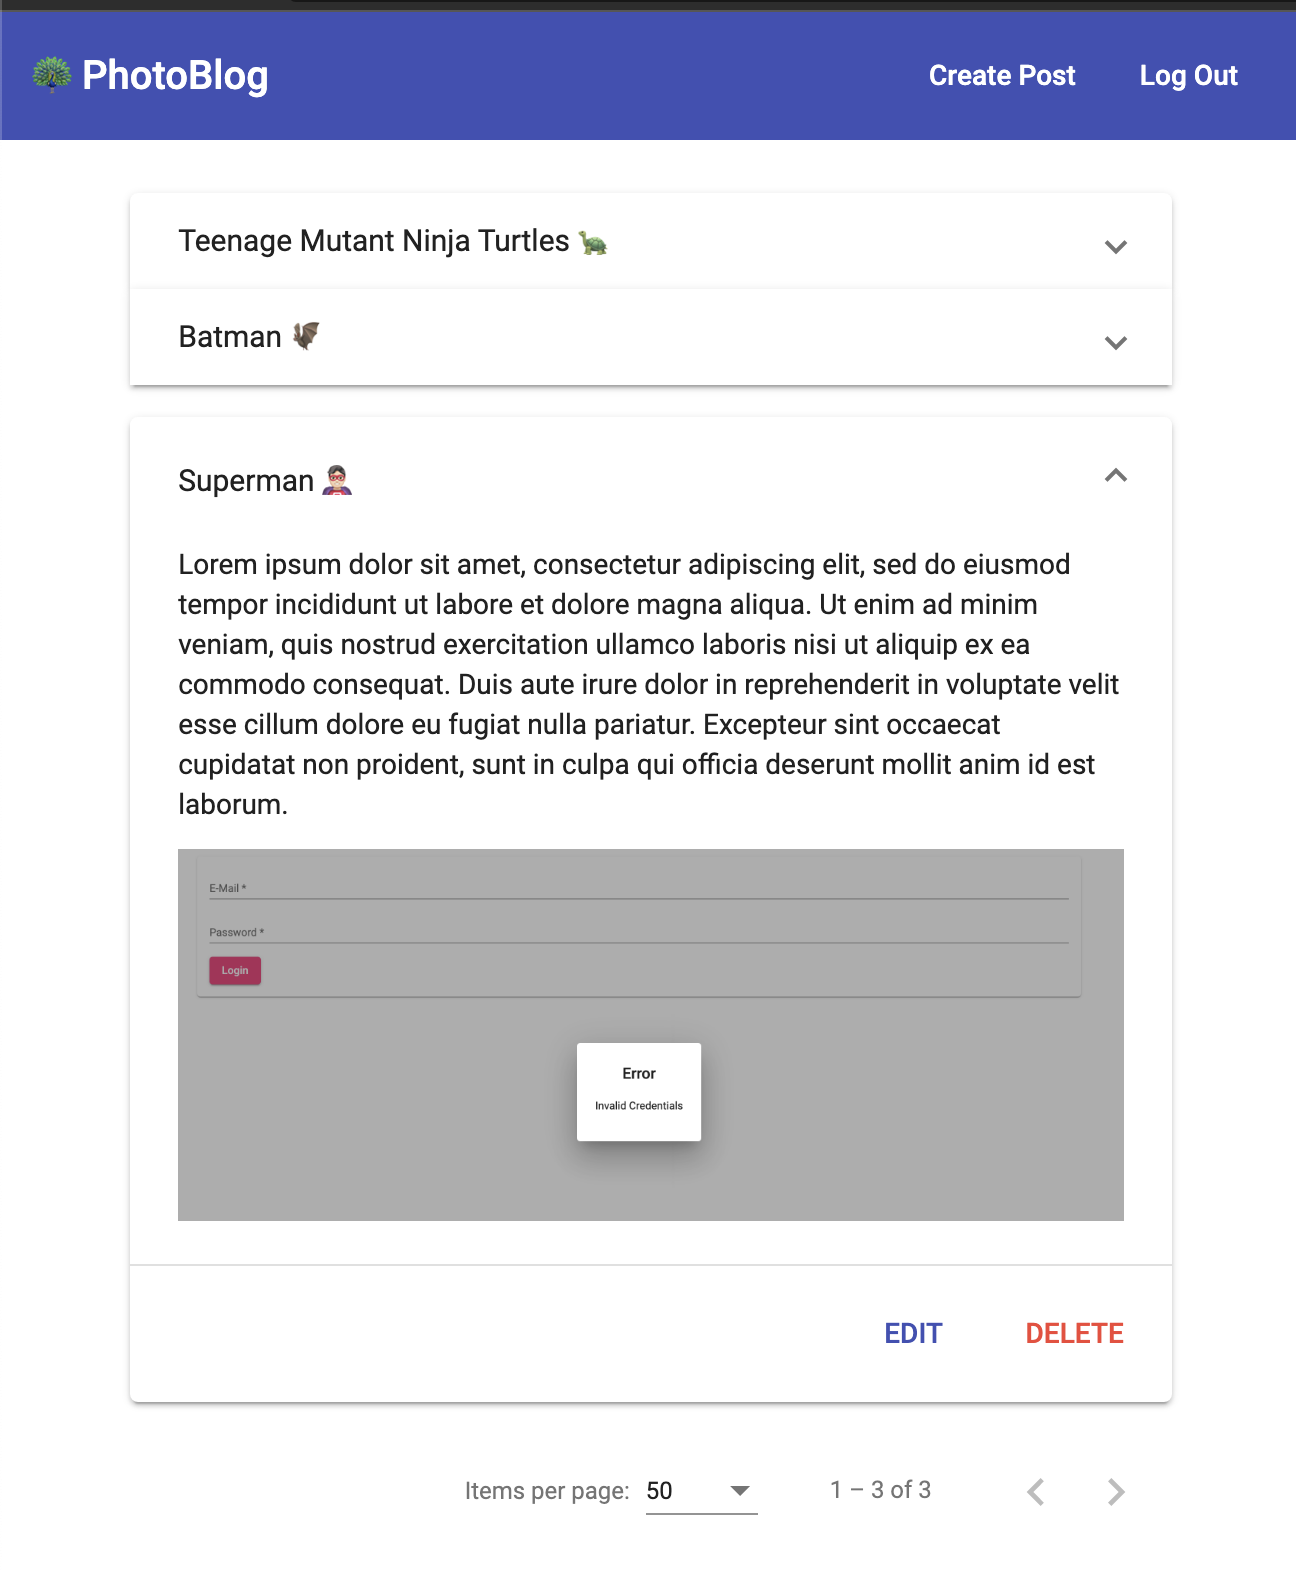 🦚 PhotoBlog
Create Post
Log Out
Teenage Mutant Ninja Turtles 🐢
Batman 🦇
Superman 🦸🏻‍♂️
Lorem ipsum dolor sit amet, consectetur adipiscing elit, sed do eiusmod
tempor incididunt ut labore et dolore magna aliqua. Ut enim ad minim
veniam, quis nostrud exercitation ullamco laboris nisi ut aliquip ex ea
commodo consequat. Duis aute irure dolor in reprehenderit in voluptate velit
esse cillum dolore eu fugiat nulla pariatur. Excepteur sint occaecat
cupidatat non proident, sunt in culpa qui officia deserunt mollit anim id est
laborum.
E-Mail *
Password *
Login
Error
Invalid Credentials
EDIT
DELETE
Items per page: 50
1 – 3 of 3